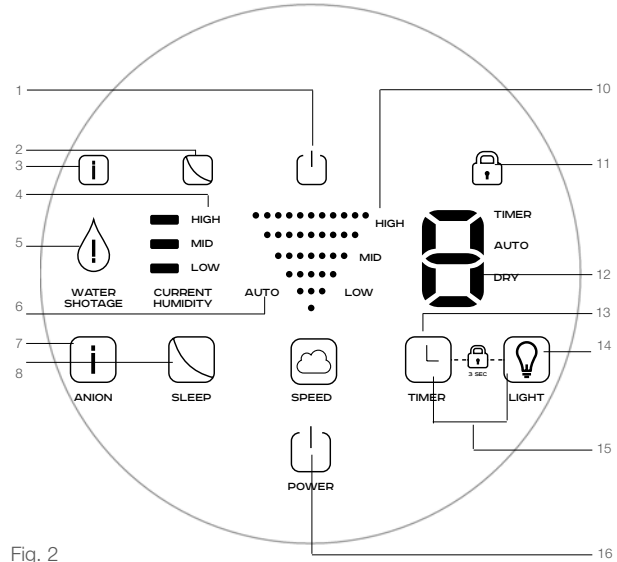 1
10
2
3
11
4
HIGH
HIGH
TIMER
5
MID
MID
AUTO
LOW
DRY
12
WATER
SHOTAGE
CURRENT
HUMIDITY
AUTO
LOW
6
13
7
14
8
3 SEC
ANION
SLEEP
SPEED
TIMER
LIGHT
15
POWER
Fig. 2
16